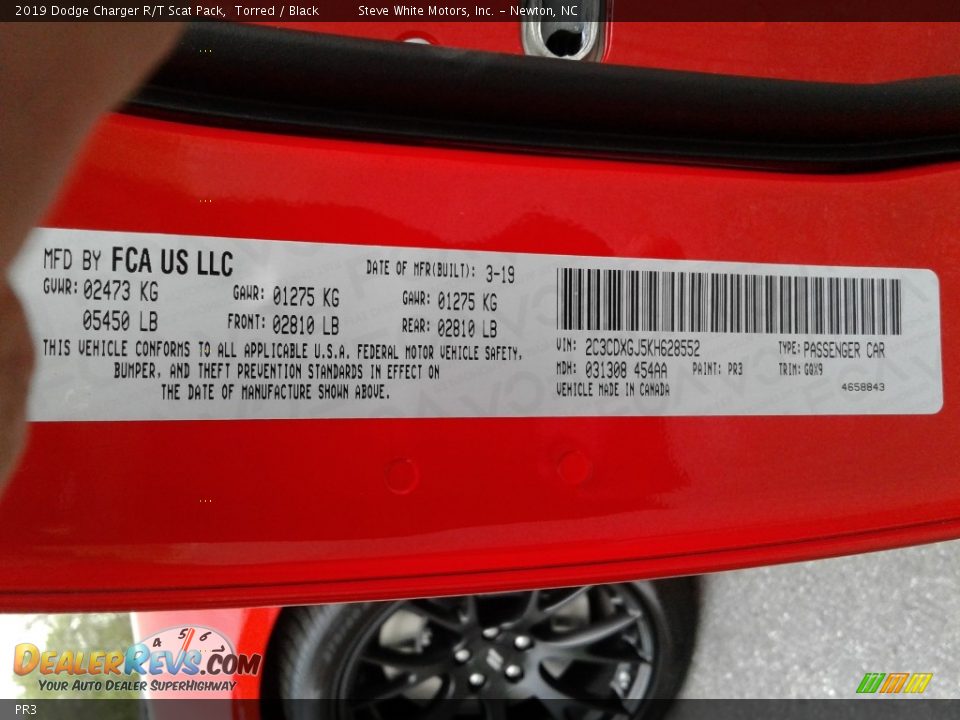 2019 Dodge Charger R/T Scat Pack, Torred / Black Steve White Motors, Inc. - Newton, NC
MFD BY FCA US LLC DATE OF MFR(BUILT): 3-19
GVWR: 02473 KG GAWR: 01275 KG GAWR: 01275 KG
05450 LB FRONT: 02810 LB REAR: 02810 LB
THIS VEHICLE CONFORMS TO ALL APPLICABLE U.S.A. FEDERAL MOTOR VEHICLE SAFETY,
BUMPER, AND THEFT PREVENTION STANDARDS IN EFFECT ON
THE DATE OF MANUFACTURE SHOWN ABOVE.
VIN: 2C3CDXGJ5KH628552 TYPE: PASSENGER CAR
MDH: 031308 454AA PAINT: PR3 TRIM: GQX9
VEHICLE MADE IN CANADA 4658843
4 5 6
DEALERREVS.COM
YOUR AUTO DEALER SUPERHIGHWAY
PR3